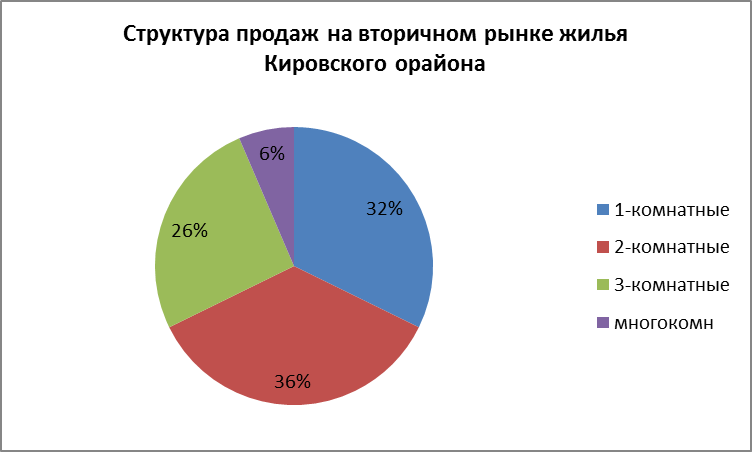 Структура продаж на вторичном рынке жилья
Кировского орайона
6%
32%
26%
36%
1-комнатные
2-комнатные
3-комнатные
многокомн